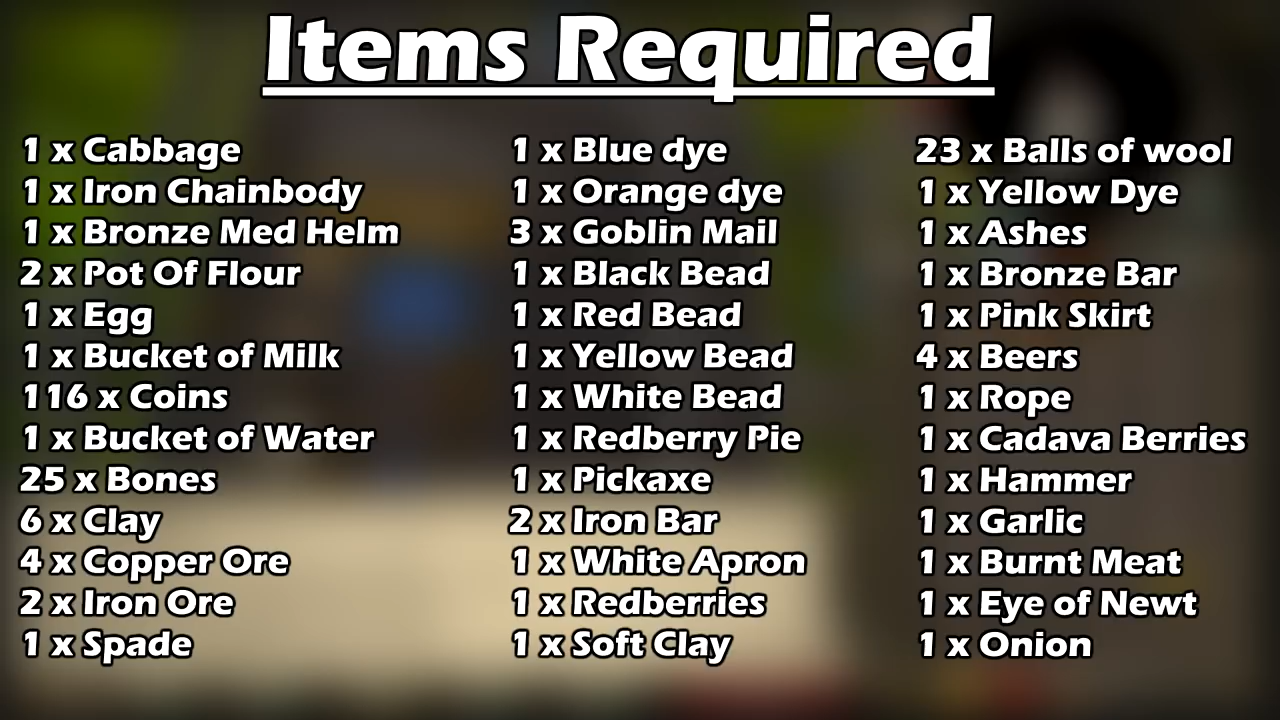 Items Required
1 x Cabbage
1 x Iron Chainbody
1 x Bronze Med Helm
2 x Pot Of Flour
1 x Egg
1 x Bucket of Milk
116 x Coins
1 x Bucket of Water
25 x Bones
6 x Clay
4 x Copper Ore
2 x Iron Ore
1 x Spade
1 x Blue dye
1 x Orange dye
3 x Goblin Mail
1 x Black Bead
1 x Red Bead
1 x Yellow Bead
1 x White Bead
1 x Redberry Pie
1 x Pickaxe
2 x Iron Bar
1 x White Apron
1 x Redberries
1 x Soft Clay
23 x Balls of wool
1 x Yellow Dye
1 x Ashes
1 x Bronze Bar
1 x Pink Skirt
4 x Beers
1 x Rope
1 x Cadava Berries
1 x Hammer
1 x Garlic
1 x Burnt Meat
1 x Eye of Newt
1 x Onion